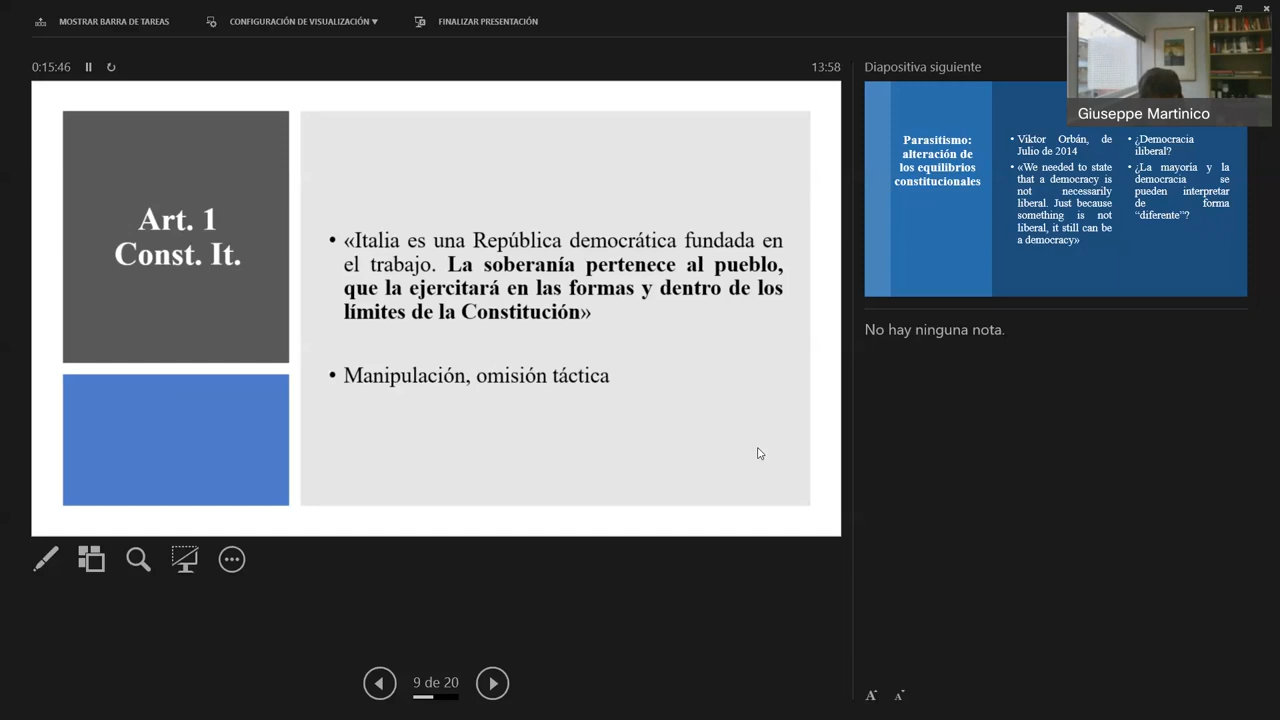 MOSTRAR BARRA DE TAREAS
CONFIGURACIÓN DE VISUALIZACIÓN ▼
FINALIZAR PRESENTACIÓN
0:15:46
13:58
Art. 1
Const. It.
• «Italia es una República democrática fundada en
el trabajo. La soberanía pertenece al pueblo,
que la ejercitará en las formas y dentro de los
límites de la Constitución»
• Manipulación, omisión táctica
9 de 20
Diapositiva siguiente
Giuseppe Martinico
Parasitismo:
alteración de
los equilibrios
constitucionales
• Viktor Orbán, de
Julio de 2014
• «We needed to state
that a democracy is
not necessarily
liberal. Just because
something is not
liberal, it still can be
a democracy»
• ¿Democracia
iliberal?
• ¿La mayoría y la
democracia se
pueden interpretar
de forma
“diferente”?
No hay ninguna nota.
A A